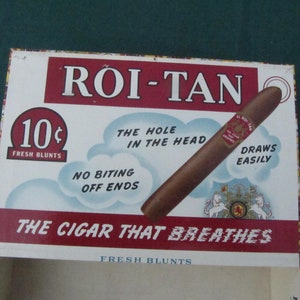 ROI-TAN
10¢
FRESH BLUNTS
THE HOLE
IN THE HEAD
DRAWS
EASILY
NO BITING
OFF ENDS
THE CIGAR THAT BREATHES
FRESH BLUNTS